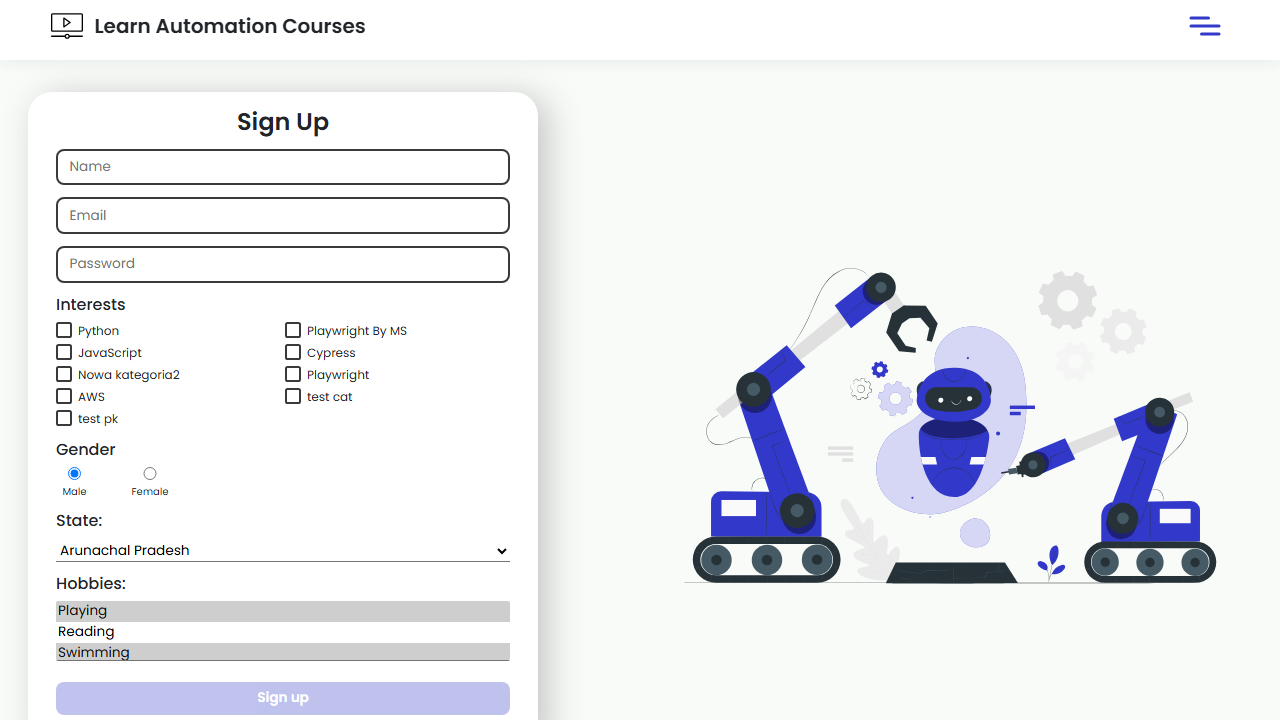 Learn Automation Courses
Sign Up
Name
Email
Password
Interests
Python
Playwright By MS
JavaScript
Cypress
Nowa kategoria2
Playwright
AWS
test cat
test pk
Gender
Male
Female
State:
Arunachal Pradesh
Hobbies:
Playing
Reading
Swimming
Sign up